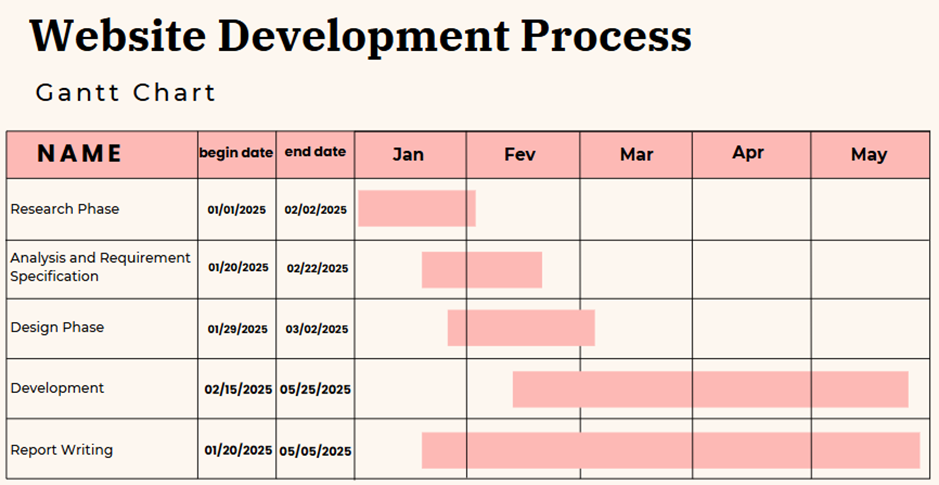 Website Development Process
Gantt Chart
NAME begin date end date Jan Fev Mar Apr May
Research Phase 01/01/2025 02/02/2025
Analysis and Requirement
Specification 01/20/2025 02/22/2025
Design Phase 01/29/2025 03/02/2025
Development 02/15/2025 05/25/2025
Report Writing 01/20/2025 05/05/2025